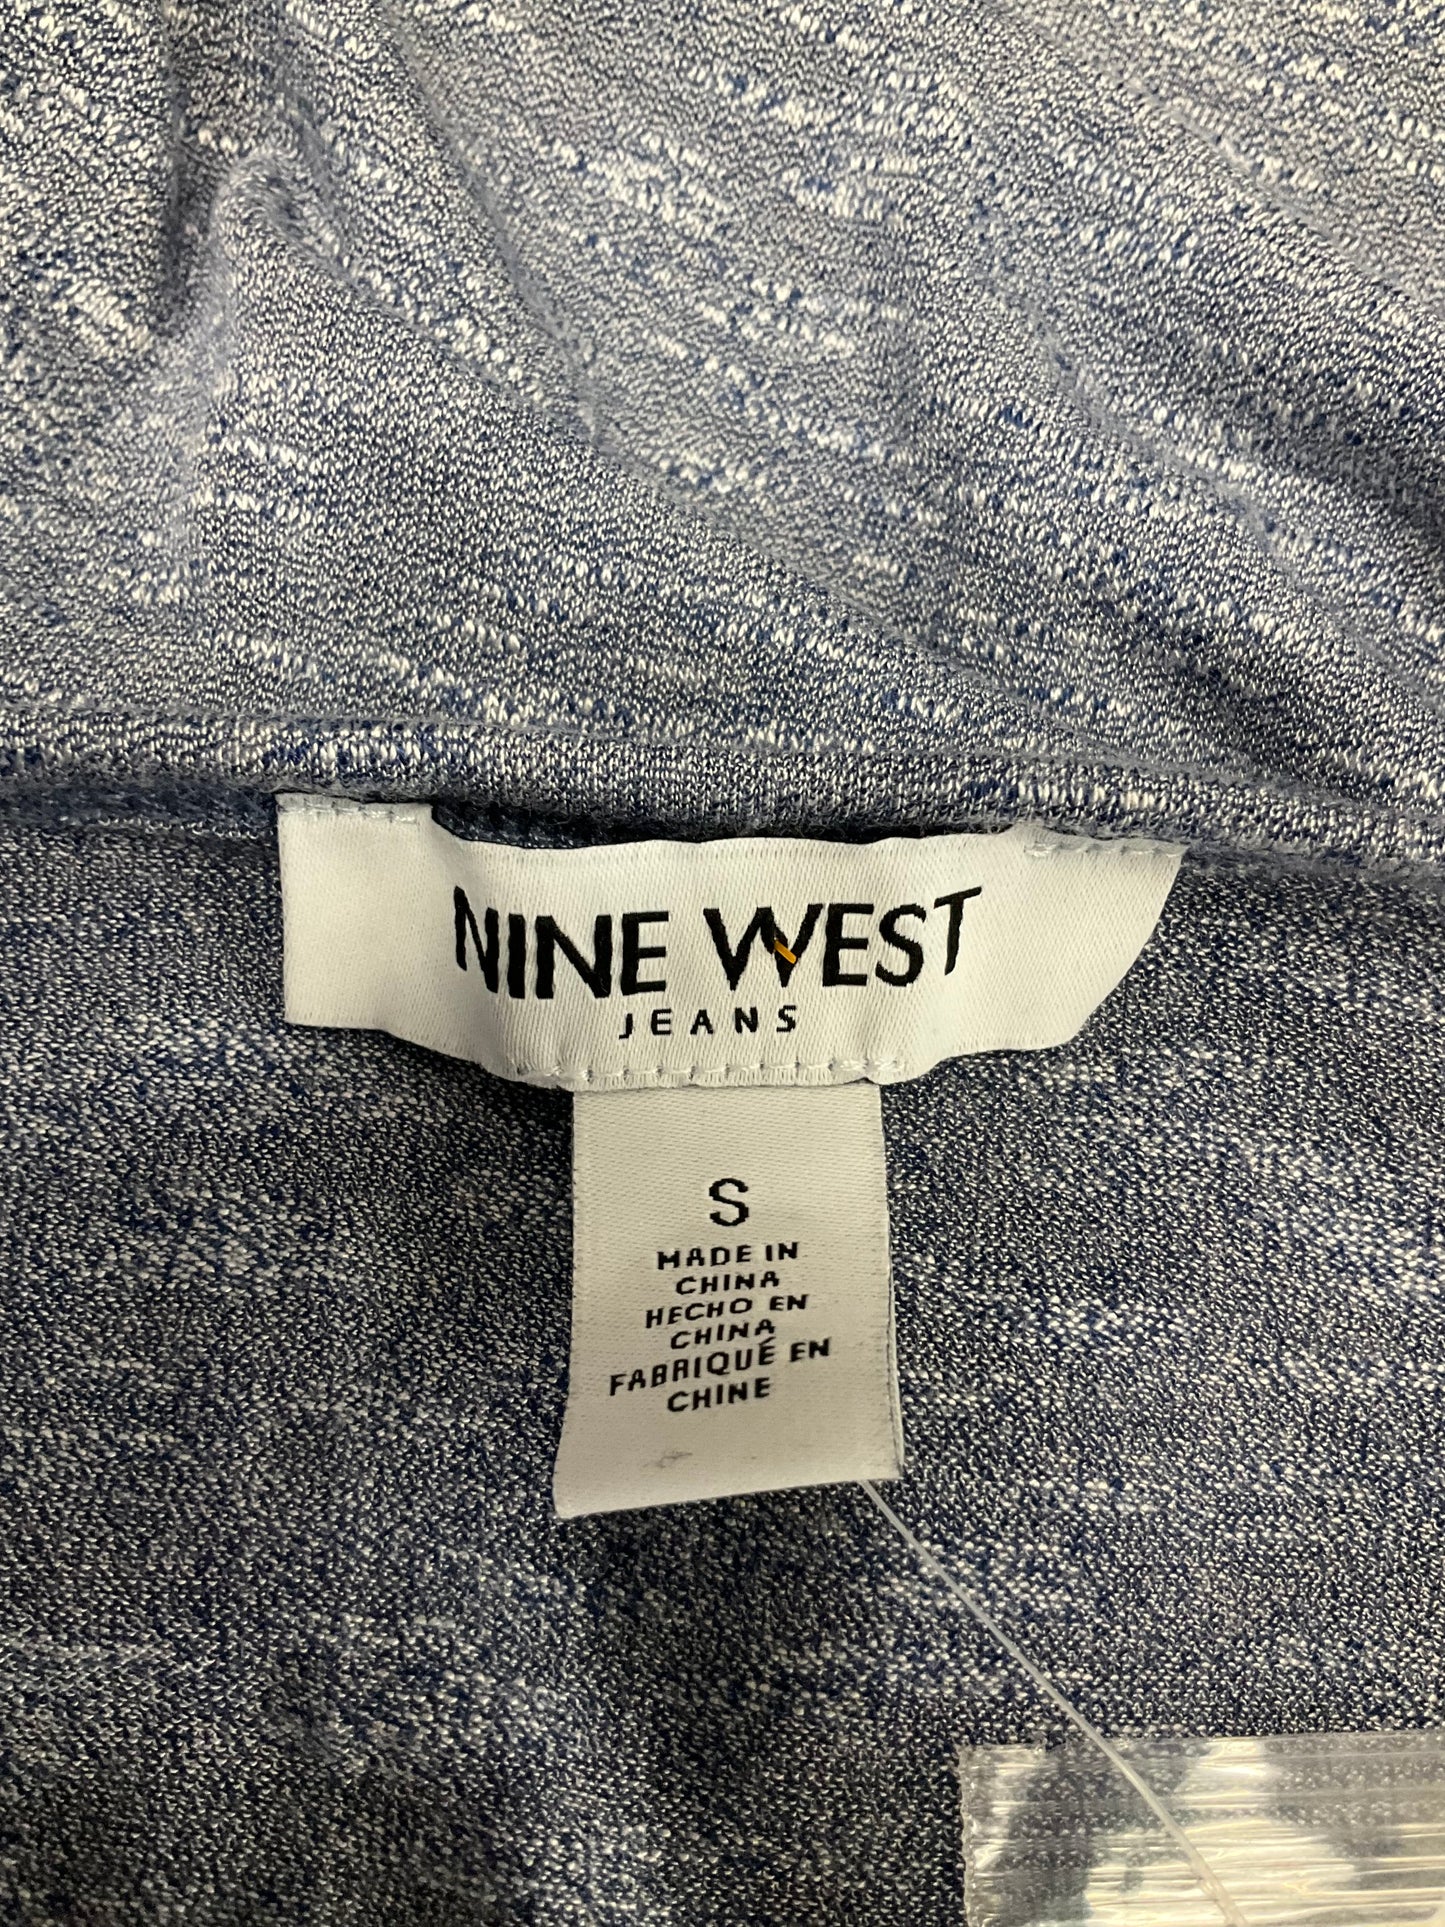 NINE WEST
JEANS
S
MADE IN
CHINA
HECHO EN
CHINA
FABRIQUÉ EN
CHINE